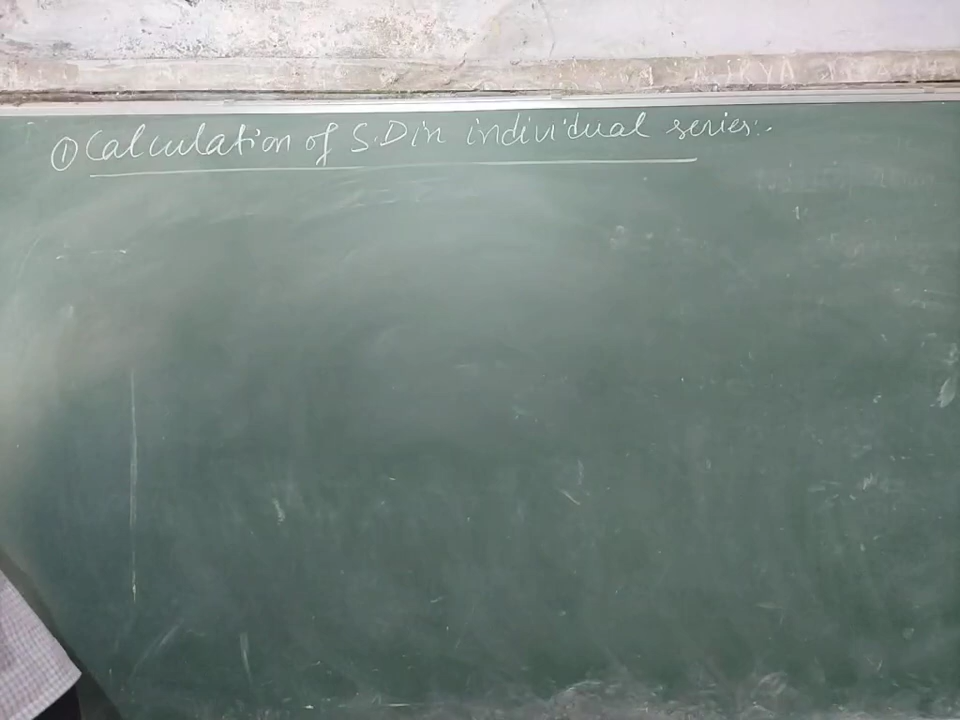 ① Calculation of S.D in individual series:-